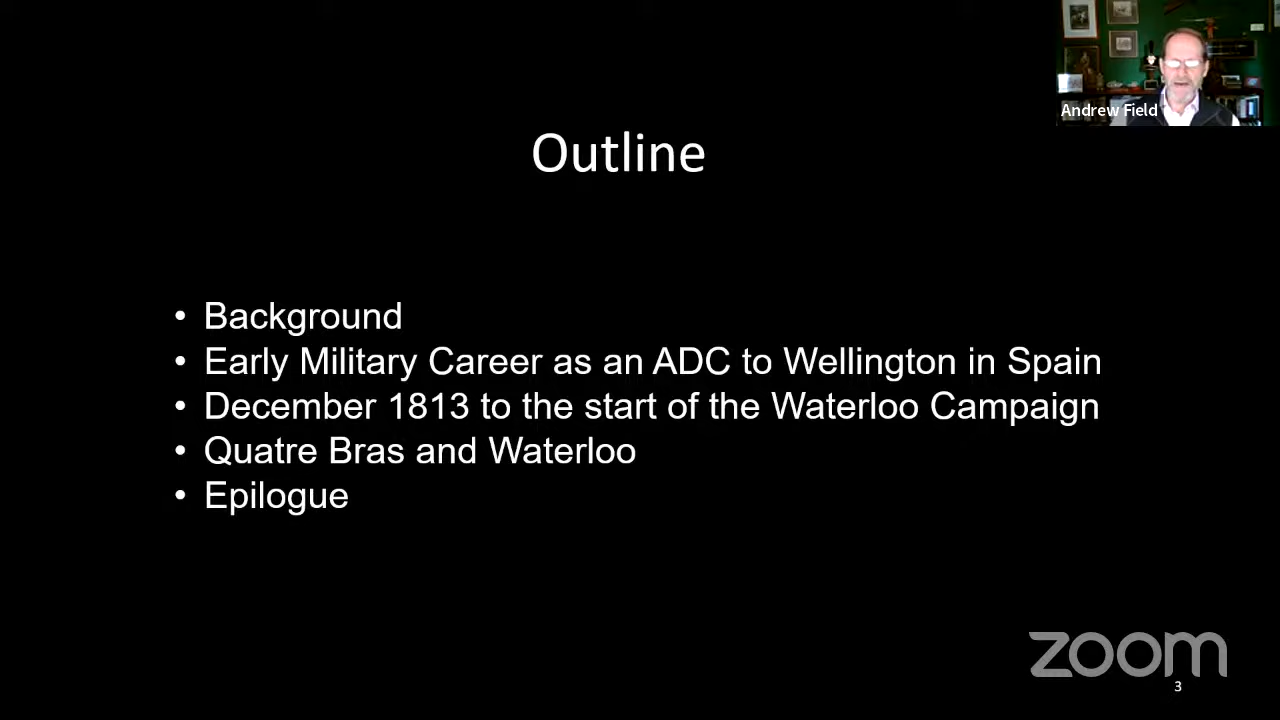 Andrew Field
Outline
• Background
• Early Military Career as an ADC to Wellington in Spain
• December 1813 to the start of the Waterloo Campaign
• Quatre Bras and Waterloo
• Epilogue
zoom
3